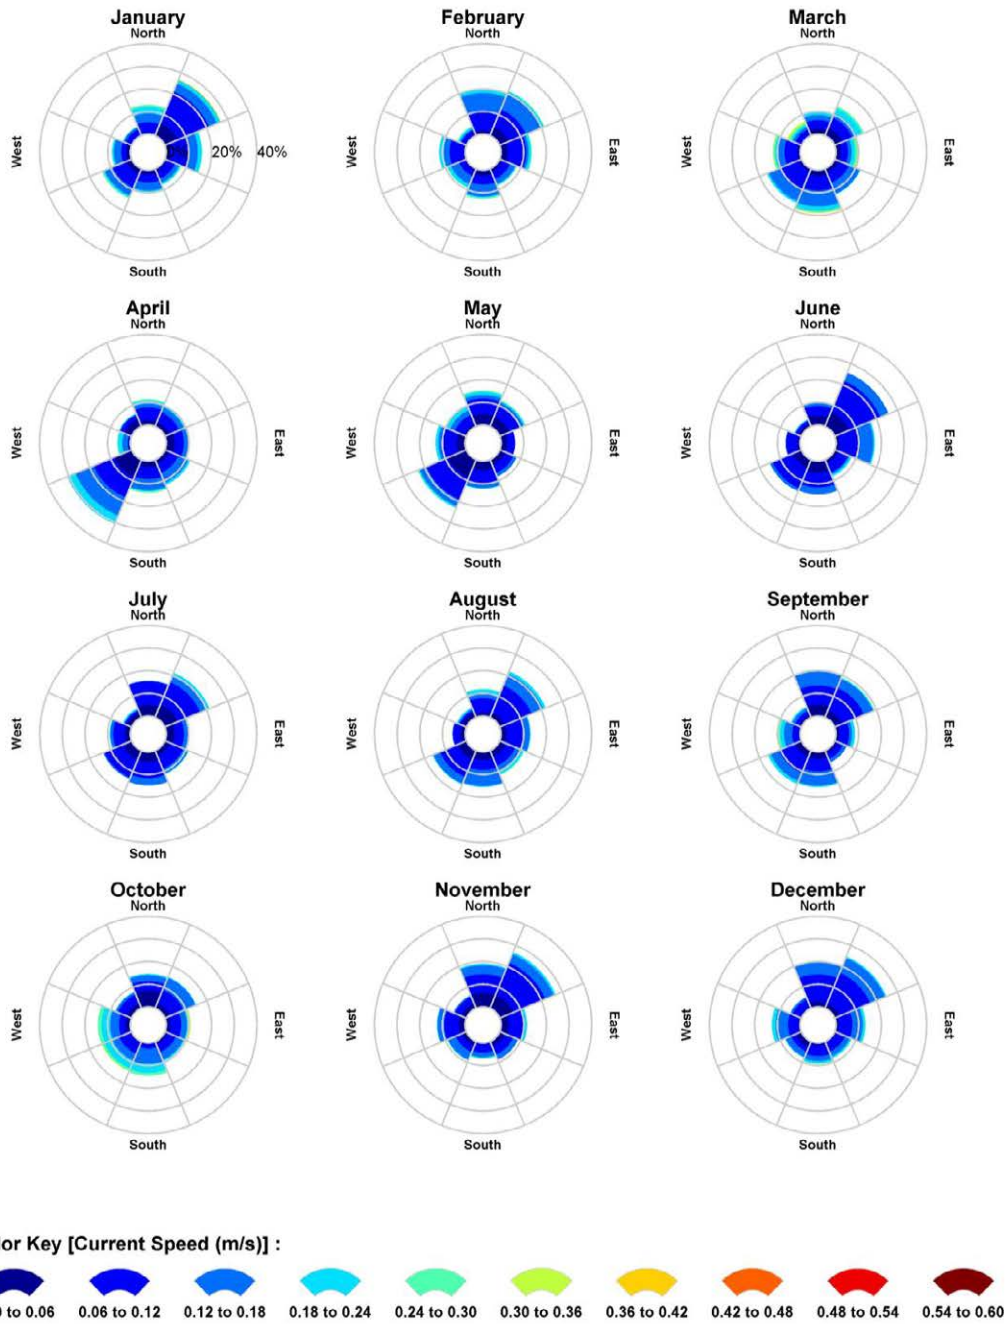 January
North
West
20%
40%
South
February
North
West
East
South
March
North
West
East
South
April
North
West
East
South
May
North
West
East
South
June
North
West
East
South
July
North
West
East
South
August
North
West
East
South
September
North
West
East
South
October
North
West
East
South
November
North
West
East
South
December
North
West
East
South
lor Key [Current Speed (m/s)] :
0 to 0.06
0.06 to 0.12
0.12 to 0.18
0.18 to 0.24
0.24 to 0.30
0.30 to 0.36
0.36 to 0.42
0.42 to 0.48
0.48 to 0.54
0.54 to 0.60